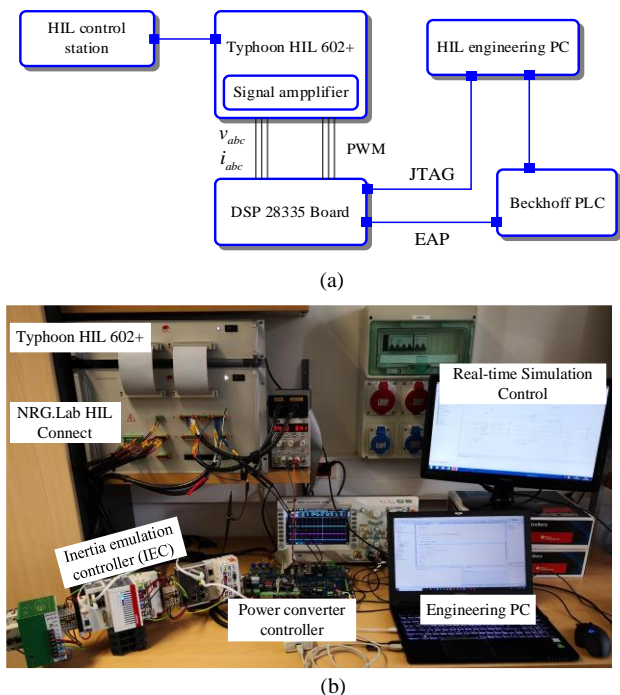 HIL control
station
Typhoon HIL 602+
Signal ampplifier
HIL engineering PC
v_abc
i_abc
PWM
JTAG
DSP 28335 Board
EAP
Beckhoff PLC
(a)
Typhoon HIL 602+
NRG.Lab HIL
Connect
Real-time Simulation
Control
Inertia emulation
controller (IEC)
Power converter
controller
Engineering PC
(b)